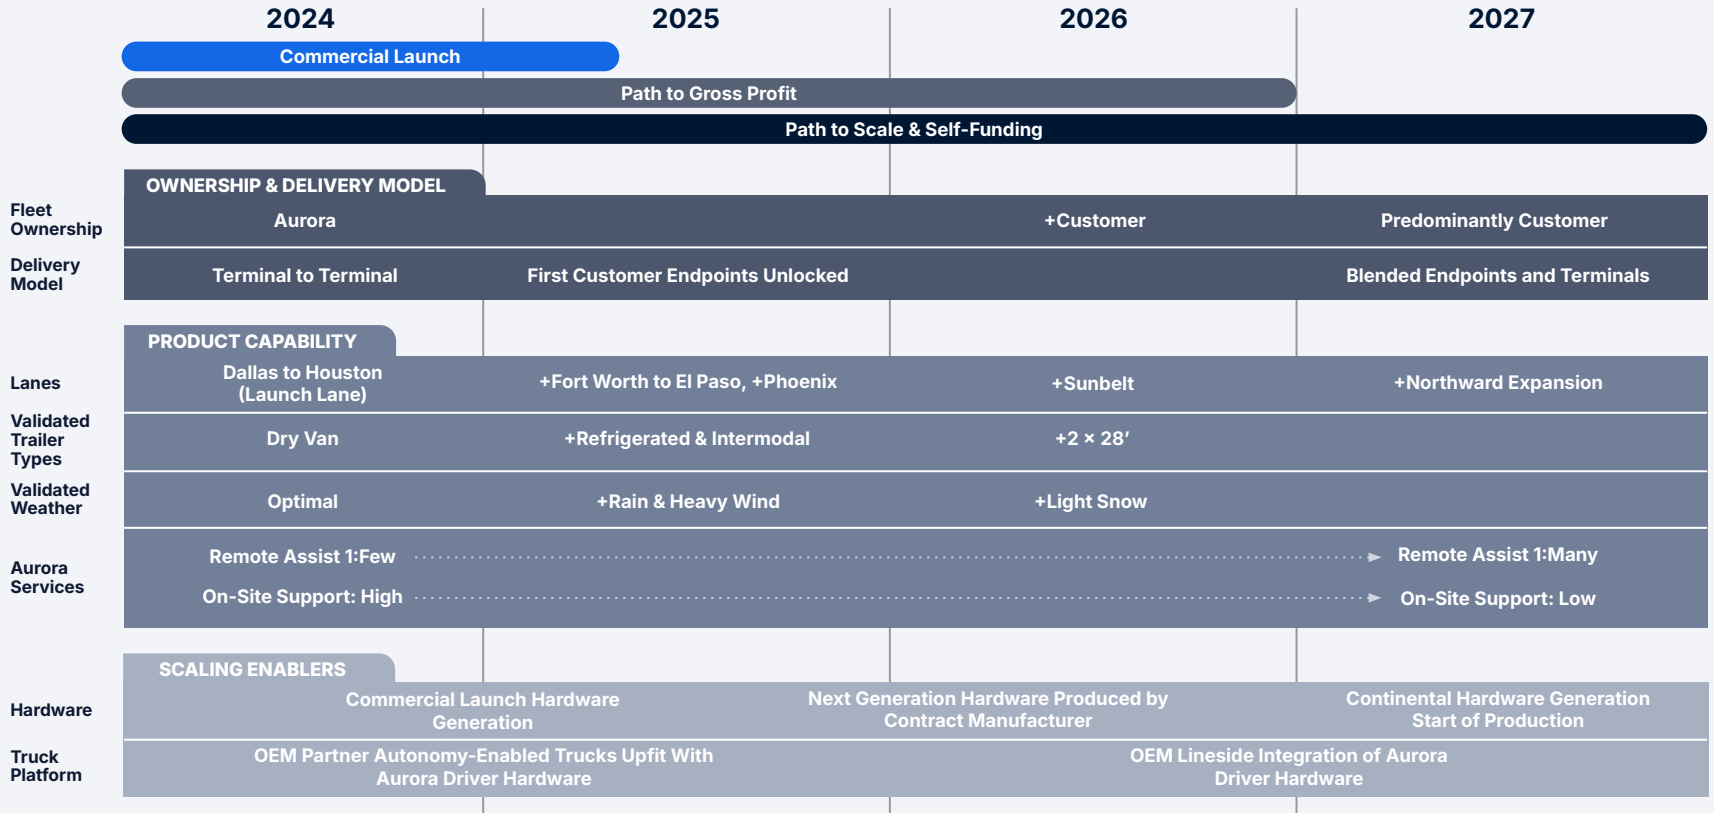 2024 2025 2026 2027
Commercial Launch
Path to Gross Profit
Path to Scale & Self-Funding
OWNERSHIP & DELIVERY MODEL
Fleet
Ownership
Aurora +Customer Predominantly Customer
Delivery
Model
Terminal to Terminal First Customer Endpoints Unlocked Blended Endpoints and Terminals
PRODUCT CAPABILITY
Lanes
Dallas to Houston
(Launch Lane)
+Fort Worth to El Paso, +Phoenix +Sunbelt +Northward Expansion
Validated
Trailer
Types
Dry Van +Refrigerated & Intermodal +2 × 28’
Validated
Weather
Optimal +Rain & Heavy Wind +Light Snow
Aurora
Services
Remote Assist 1:Few Remote Assist 1:Many
On-Site Support: High On-Site Support: Low
SCALING ENABLERS
Hardware
Commercial Launch Hardware
Generation
Next Generation Hardware Produced by
Contract Manufacturer
Continental Hardware Generation
Start of Production
Truck
Platform
OEM Partner Autonomy-Enabled Trucks Upfit With
Aurora Driver Hardware
OEM Lineside Integration of Aurora
Driver Hardware